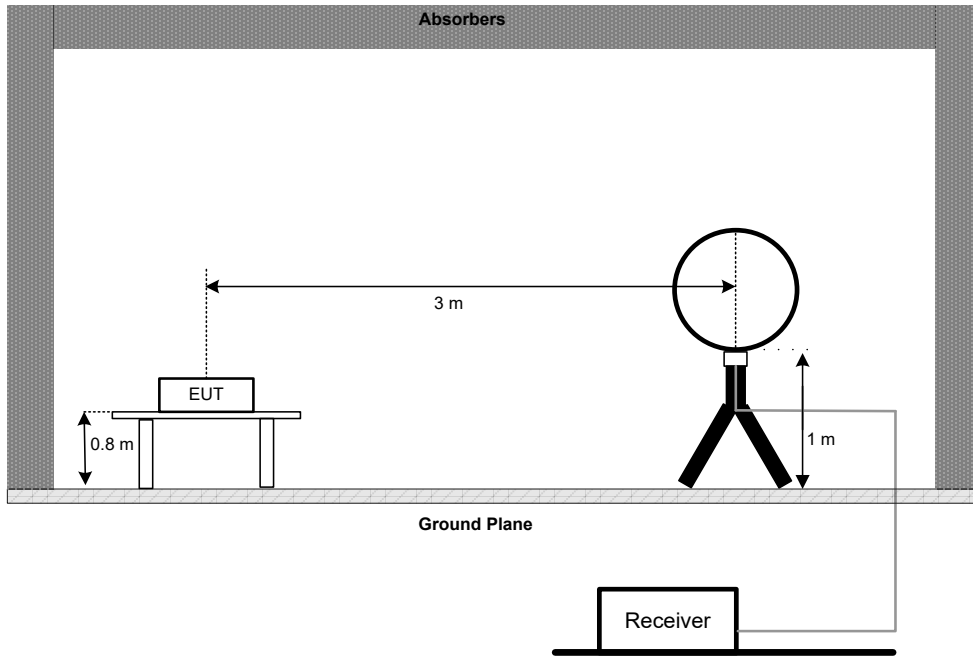 Absorbers
3 m
EUT
0.8 m
1 m
Ground Plane
Receiver